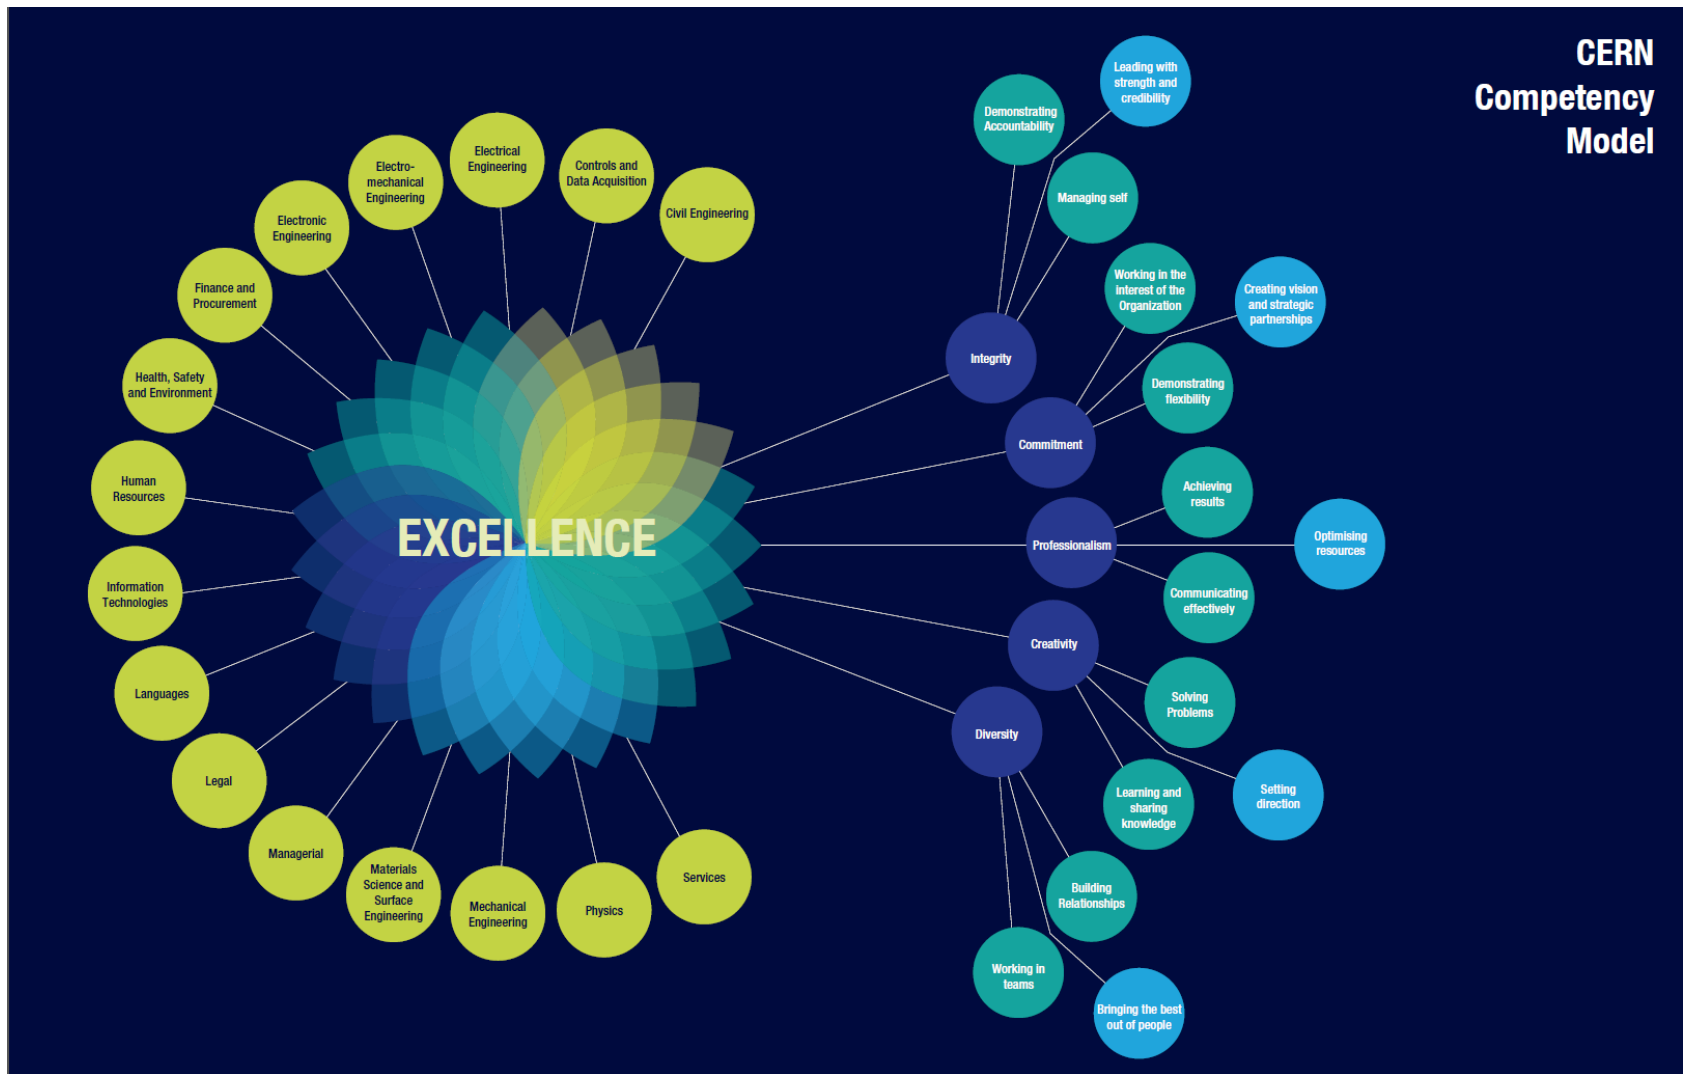 CERN
Competency
Model
Civil Engineering
Controls and
Data Acquisition
Electrical
Engineering
Electro-
mechanical
Engineering
Electronic
Engineering
Finance and
Procurement
Health, Safety
and Environment
Human
Resources
Information
Technologies
Languages
Legal
Managerial
Materials
Science and
Surface
Engineering
Mechanical
Engineering
Physics
Services
EXCELLENCE
Integrity
Demonstrating
Accountability
Leading with
strength and
credibility
Managing self
Commitment
Working in the
interest of the
Organization
Creating vision
and strategic
partnerships
Demonstrating
flexibility
Professionalism
Achieving
results
Optimising
resources
Communicating
effectively
Creativity
Solving
Problems
Setting
direction
Learning and
sharing
knowledge
Diversity
Building
Relationships
Bringing the best
out of people
Working in
teams